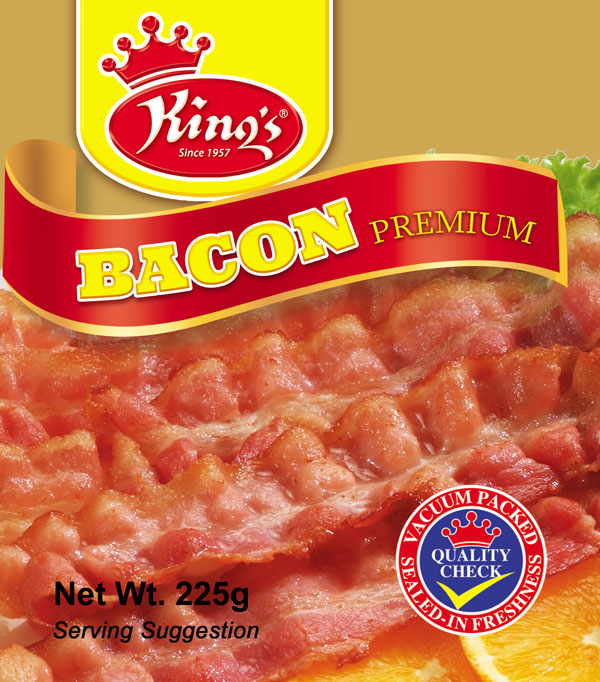 King's®
Since 1957
BACON PREMIUM
VACUUM PACKED
QUALITY
CHECK
SEALED-IN FRESHNESS
Net Wt. 225g
Serving Suggestion